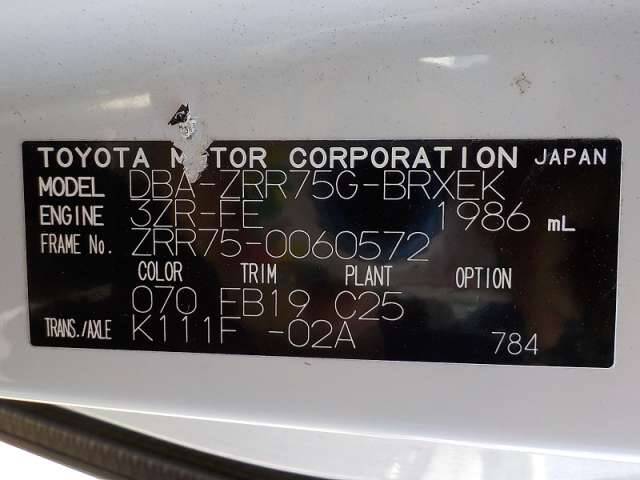 TOYOTA MOTOR CORPORATION JAPAN
MODEL DBA-ZRR75G-BRXEK
ENGINE 3ZR-FE 1986 mL
FRAME No. ZRR75-0060572
COLOR TRIM PLANT OPTION
070 FB19 C25
TRANS./AXLE K111F -02A 784